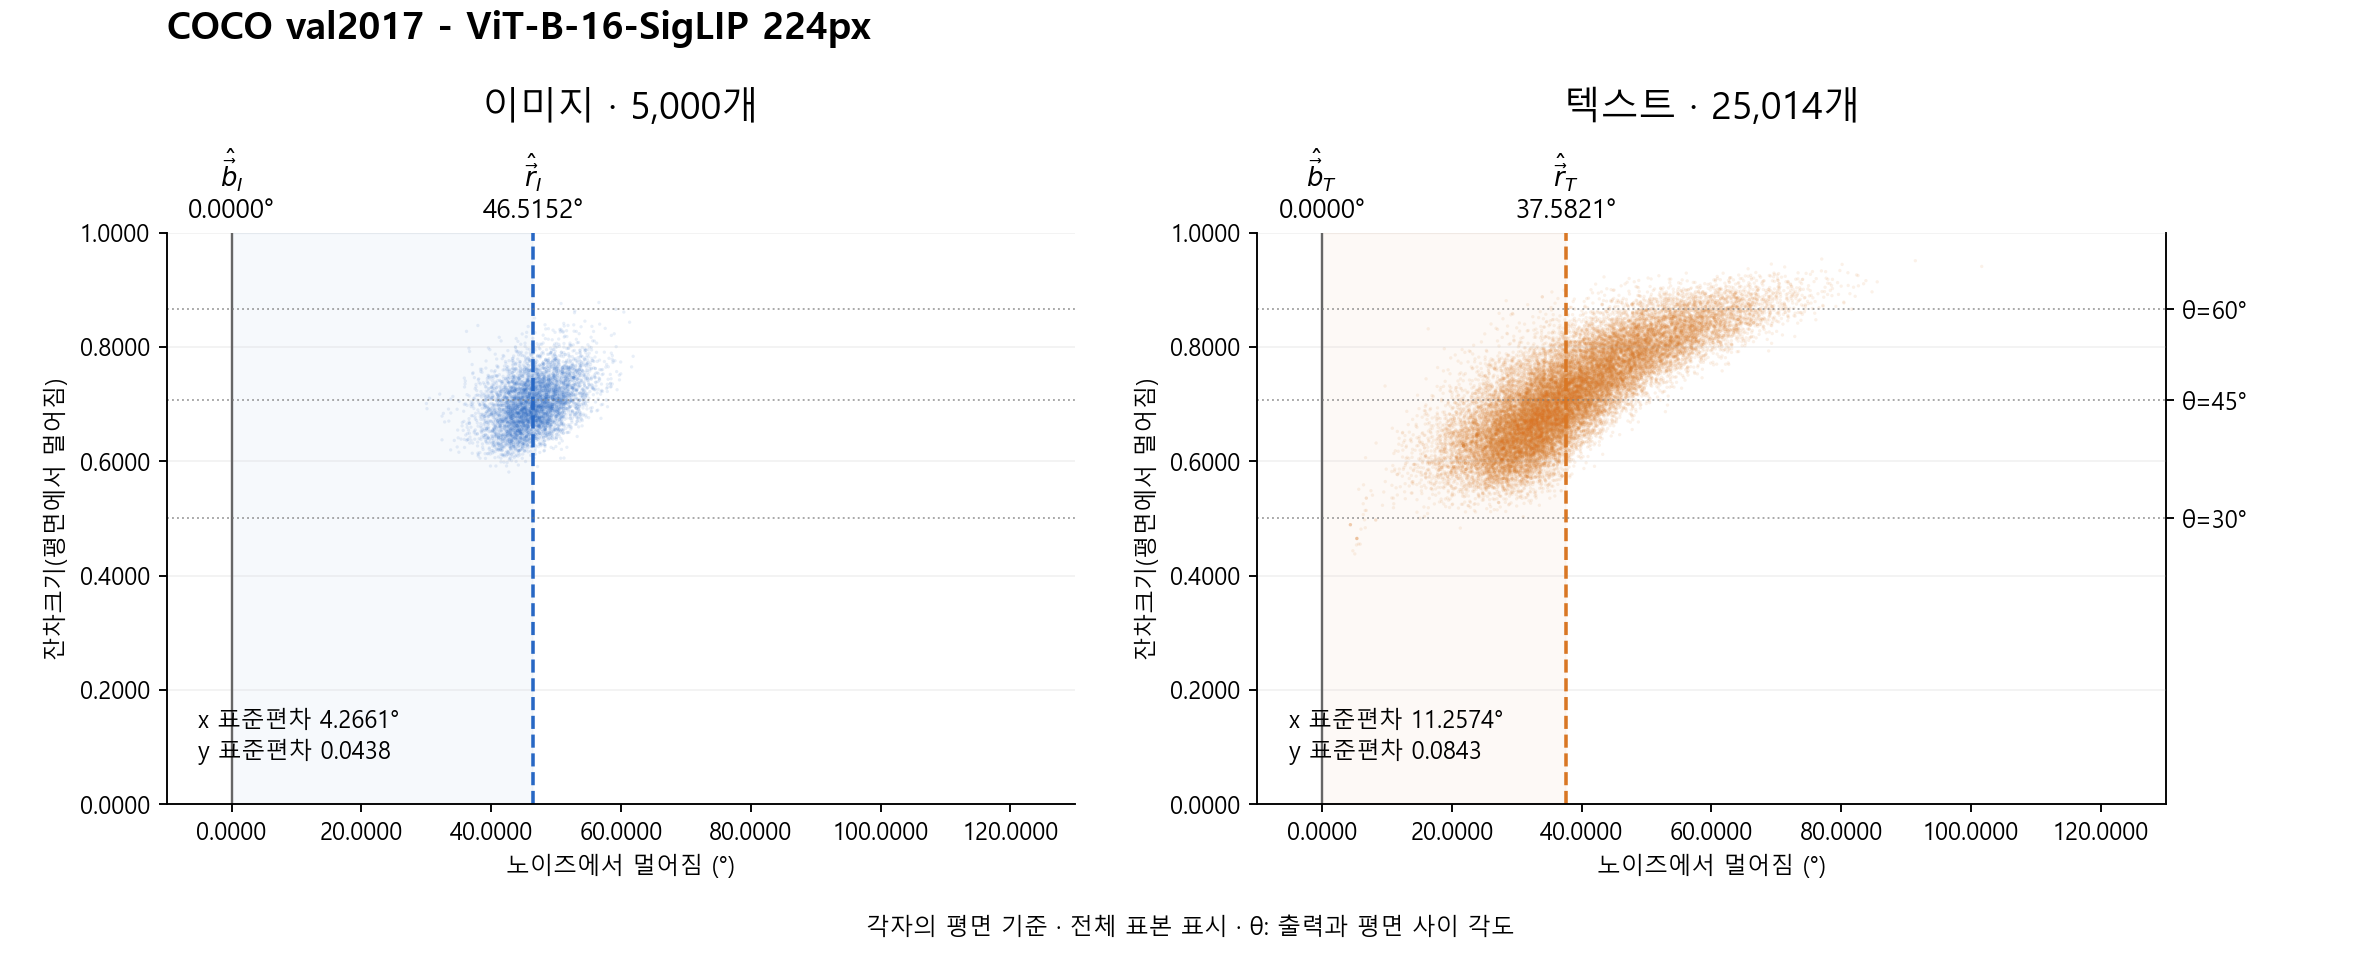 COCO val2017 - ViT-B-16-SigLIP 224px
이미지 · 5,000개
b̂⃗_I
0.0000°
r̂⃗_I
46.5152°
1.0000
0.8000
0.6000
0.4000
0.2000
0.0000
잔차크기(평면에서 멀어짐)
x 표준편차 4.2661°
y 표준편차 0.0438
0.0000 20.0000 40.0000 60.0000 80.0000 100.0000 120.0000
노이즈에서 멀어짐 (°)
텍스트 · 25,014개
b̂⃗_T
0.0000°
r̂⃗_T
37.5821°
1.0000
0.8000
0.6000
0.4000
0.2000
0.0000
잔차크기(평면에서 멀어짐)
θ=60°
θ=45°
θ=30°
x 표준편차 11.2574°
y 표준편차 0.0843
0.0000 20.0000 40.0000 60.0000 80.0000 100.0000 120.0000
노이즈에서 멀어짐 (°)
각자의 평면 기준 · 전체 표본 표시 · θ: 출력과 평면 사이 각도